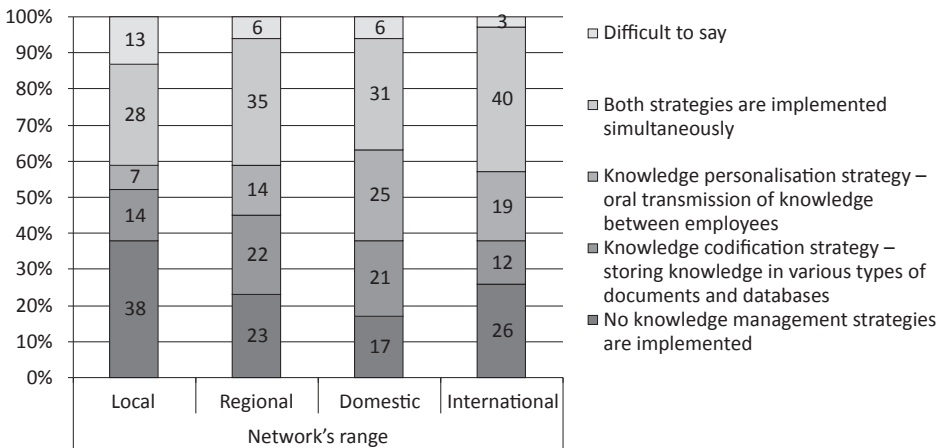 100%
90%
80%
70%
60%
50%
40%
30%
20%
10%
0%
13
28
7
14
38
6
35
14
22
23
6
31
25
21
17
3
40
19
12
26
Local
Regional
Domestic
International
Network's range
Difficult to say
Both strategies are implemented
simultaneously
Knowledge personalisation strategy –
oral transmission of knowledge
between employees
Knowledge codification strategy –
storing knowledge in various types of
documents and databases
No knowledge management strategies
are implemented